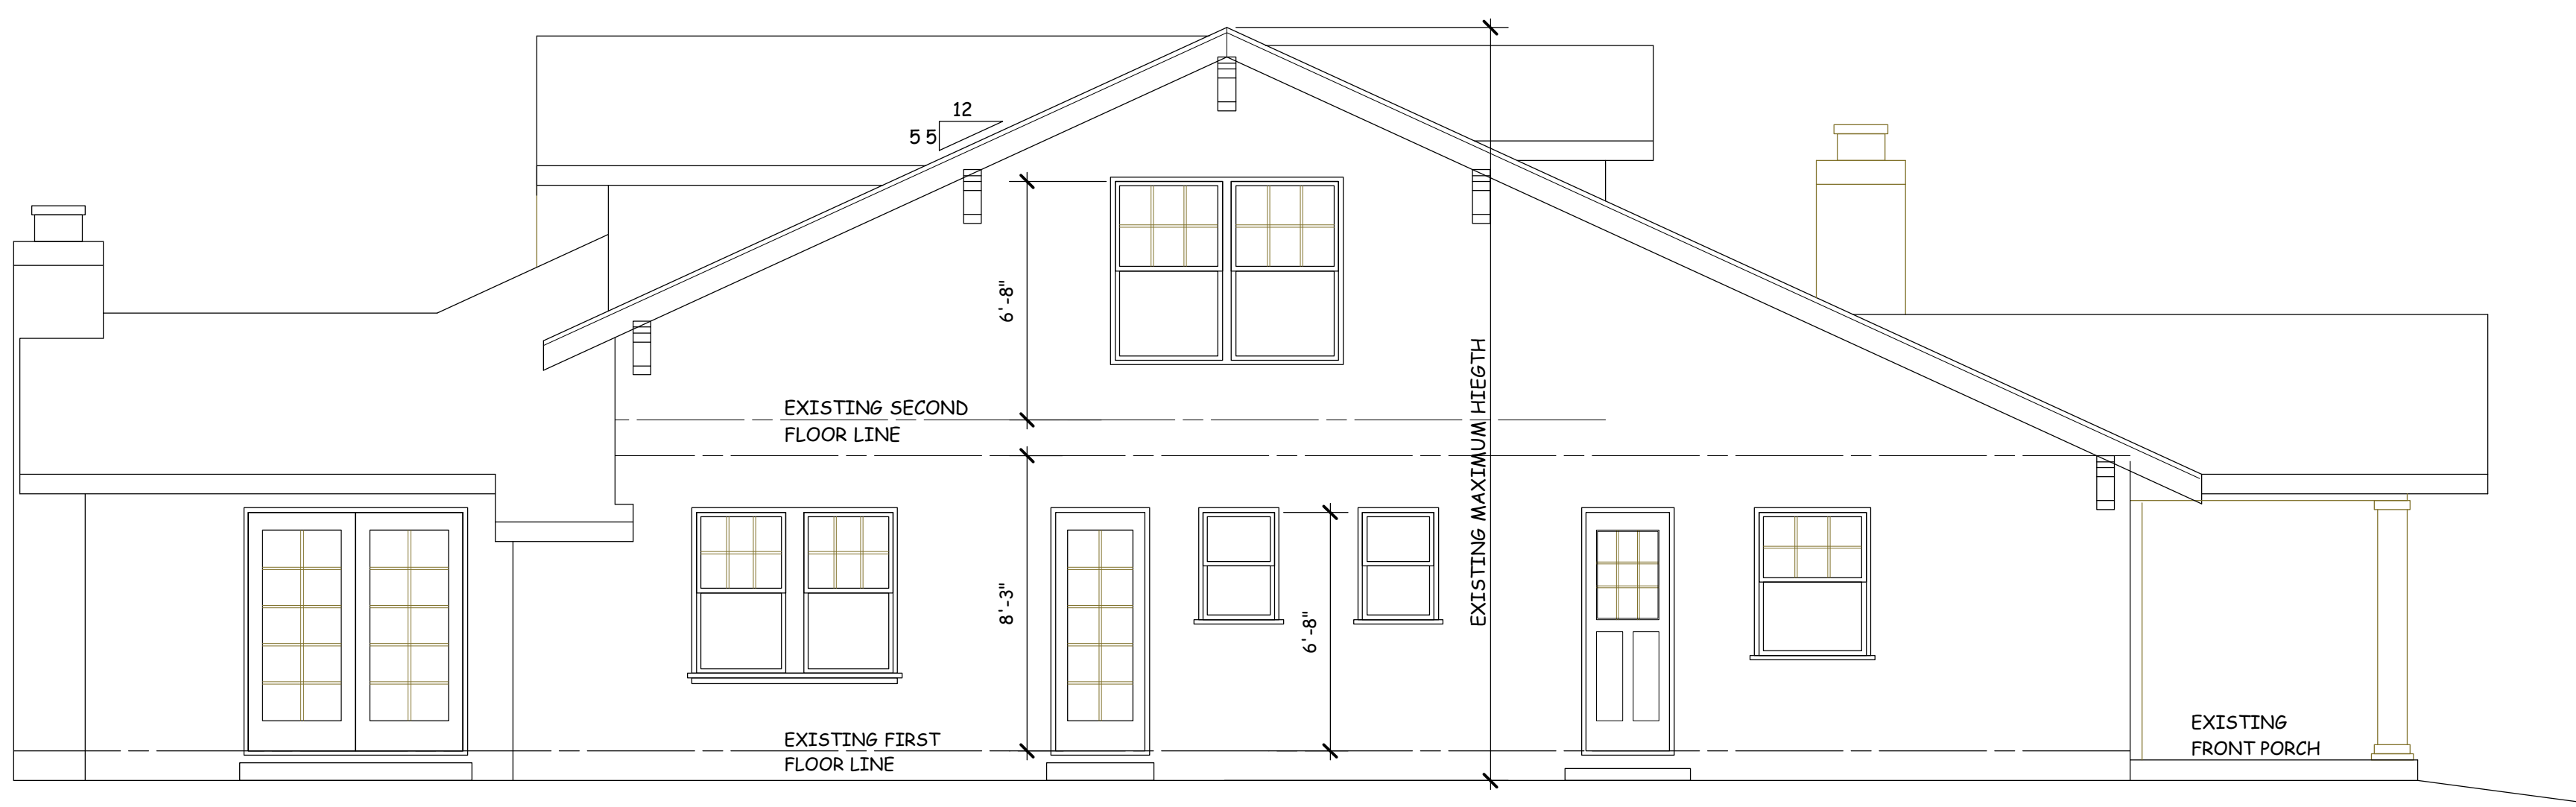 12
5 5
6'-8"
EXISTING SECOND
FLOOR LINE
EXISTING MAXIMUM HIEGTH
8'-3"
6'-8"
EXISTING FIRST
FLOOR LINE
EXISTING
FRONT PORCH